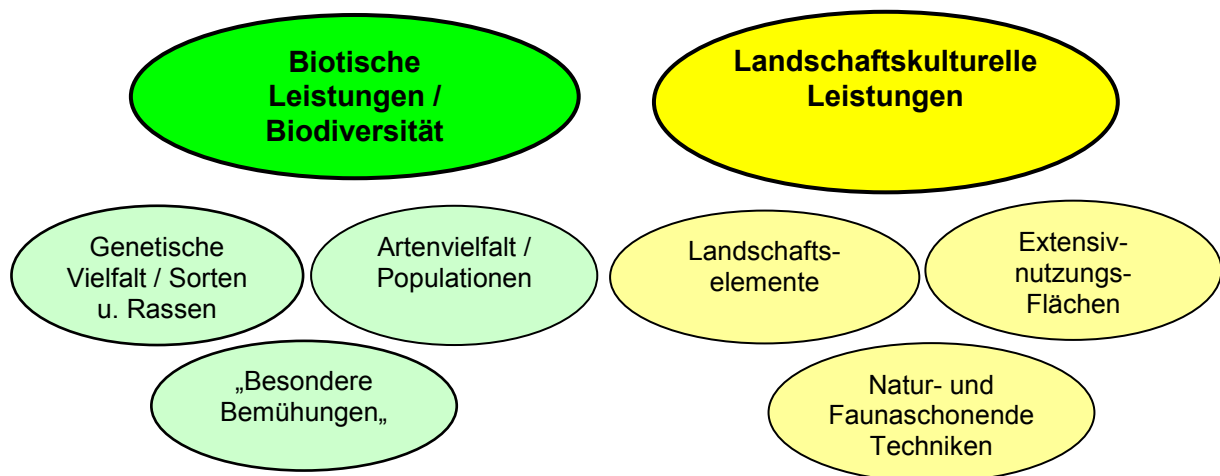 Biotische
Leistungen /
Biodiversität
Landschaftskulturelle
Leistungen
Genetische
Vielfalt / Sorten
u. Rassen
Artenvielfalt /
Populationen
„Besondere
Bemühungen„
Landschafts-
elemente
Extensiv-
nutzungs-
Flächen
Natur- und
Faunaschonende
Techniken